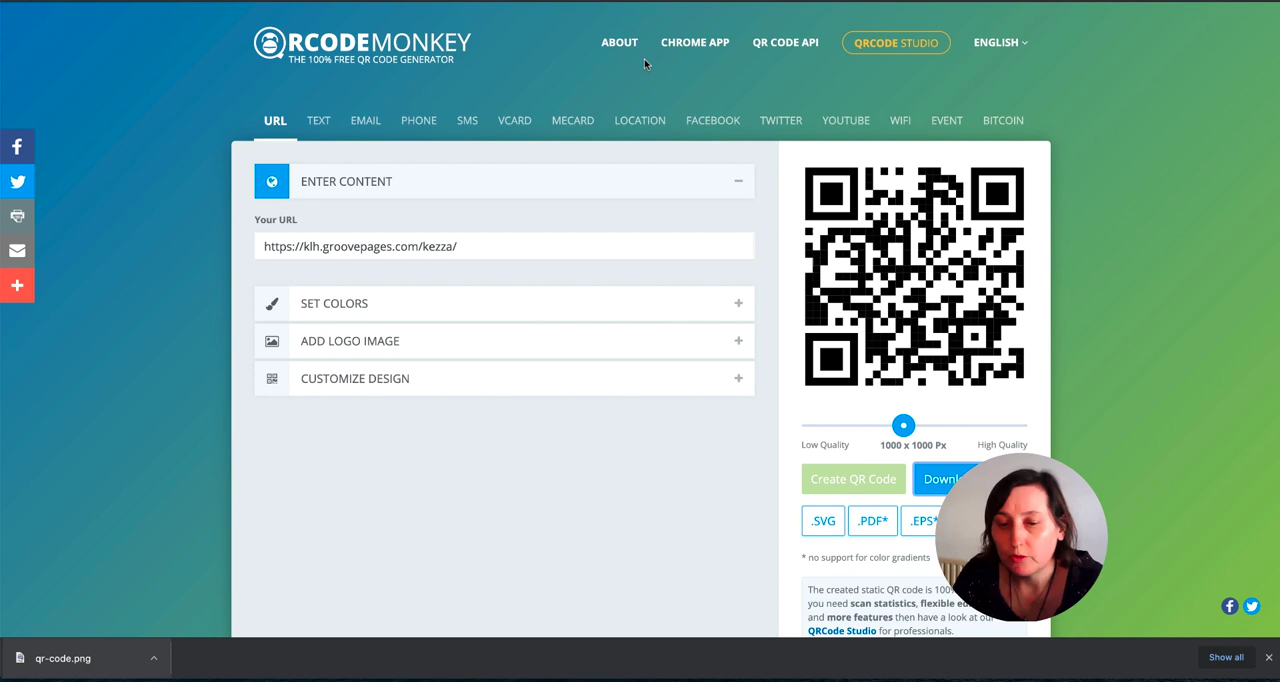 QRCODEMONKEY
THE 100% FREE QR CODE GENERATOR
ABOUT
CHROME APP
QR CODE API
QRCODE STUDIO
ENGLISH
URL
TEXT
EMAIL
PHONE
SMS
VCARD
MECARD
LOCATION
FACEBOOK
TWITTER
YOUTUBE
WIFI
EVENT
BITCOIN
ENTER CONTENT
Your URL
https://klh.groovepages.com/kezza/
SET COLORS
ADD LOGO IMAGE
CUSTOMIZE DESIGN
Low Quality
1000 x 1000 Px
High Quality
Create QR Code
.SVG
.PDF*
.EPS*
* no support for color gradients
The created static QR code is 100%
you need scan statistics, flexible
and more features then have a look at
QRCode Studio for professionals.
qr-code.png
Show all